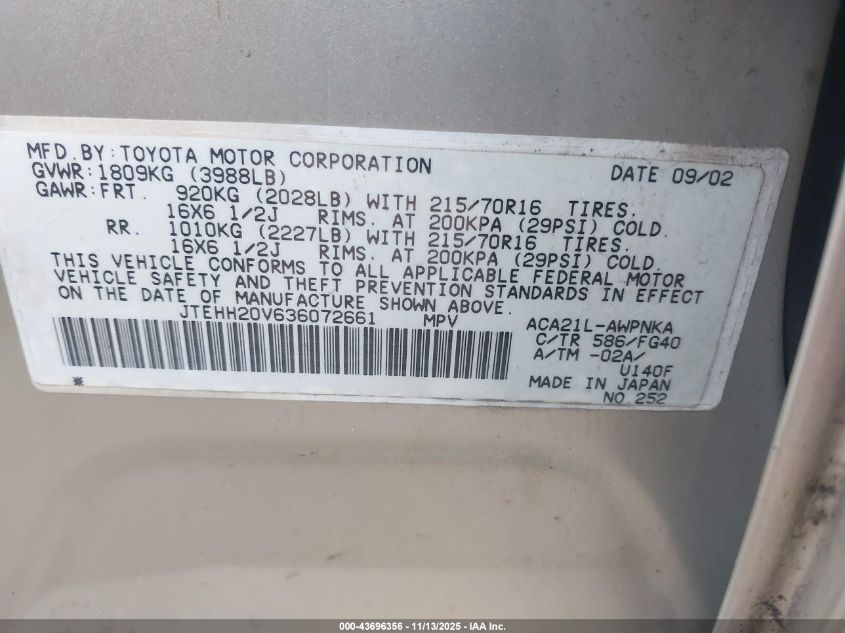 MFD.BY:TOYOTA MOTOR CORPORATION DATE 09/02
GVWR:1809KG (3988LB)
GAWR:FRT. 920KG (2028LB) WITH 215/70R16 TIRES.
16X6 1/2J RIMS. AT 200KPA (29PSI) COLD.
RR. 1010KG (2227LB) WITH 215/70R16 TIRES.
16X6 1/2J RIMS. AT 200KPA (29PSI) COLD.
THIS VEHICLE CONFORMS TO ALL APPLICABLE FEDERAL MOTOR
VEHICLE SAFETY AND THEFT PREVENTION STANDARDS IN EFFECT
ON THE DATE OF MANUFACTURE SHOWN ABOVE.
JTEHH20V636072661 MPV ACA21L-AWPNKA
C/TR 586/FG40
A/TM -02A/
U140F
MADE IN JAPAN
NO 252
000-43696356 - 11/13/2025 - IAA Inc.